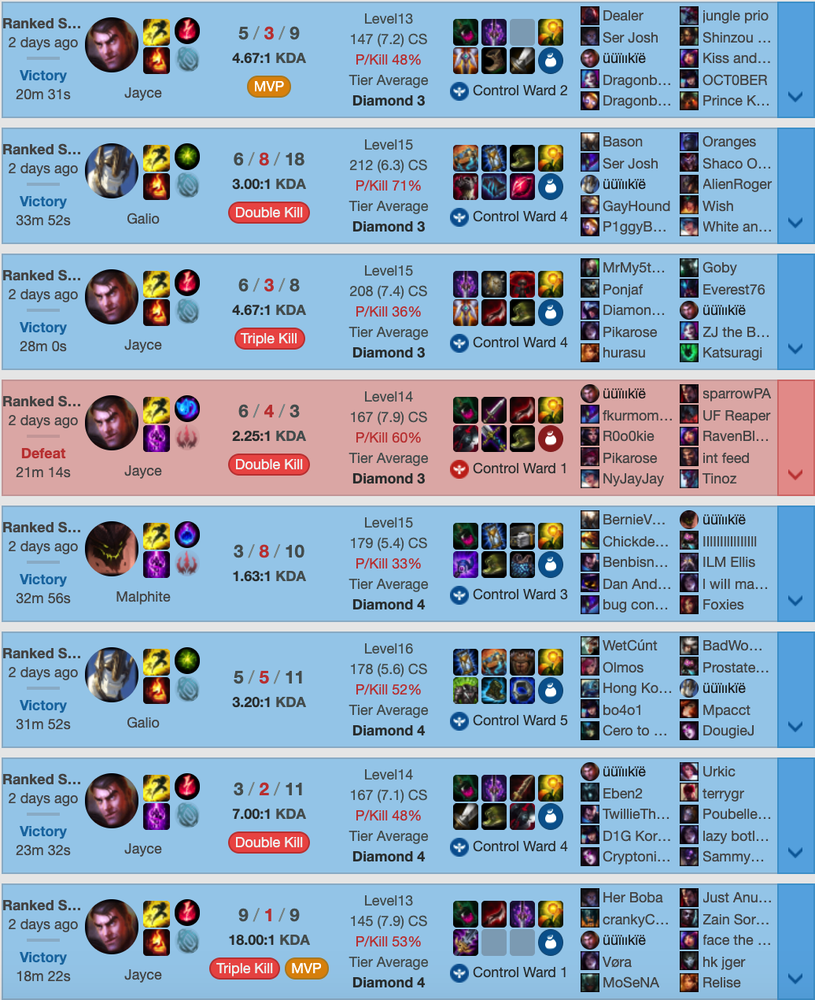 Ranked S...
2 days ago
Victory
20m 31s
Jayce
5 / 3 / 9
4.67:1 KDA
MVP
Level13
147 (7.2) CS
P/Kill 48%
Tier Average
Diamond 3
Control Ward 2
Dealer
Ser Josh
üüïııkïë
Dragonb...
Dragonb...
jungle prio
Shinzou ...
Kiss and...
OCT0BER
Prince K...
Ranked S...
2 days ago
Victory
33m 52s
Galio
6 / 8 / 18
3.00:1 KDA
Double Kill
Level15
212 (6.3) CS
P/Kill 71%
Tier Average
Diamond 3
Control Ward 4
Bason
Ser Josh
üüïııkïë
GayHound
P1ggyB...
Oranges
Shaco O...
AlienRoger
Wish
White an...
Ranked S...
2 days ago
Victory
28m 0s
Jayce
6 / 3 / 8
4.67:1 KDA
Triple Kill
Level15
208 (7.4) CS
P/Kill 36%
Tier Average
Diamond 3
Control Ward 4
MrMy5t...
Ponjaf
Diamon...
Pikarose
hurasu
Goby
Everest76
üüïııkïë
ZJ the B...
Katsuragi
Ranked S...
2 days ago
Defeat
21m 14s
Jayce
6 / 4 / 3
2.25:1 KDA
Double Kill
Level14
167 (7.9) CS
P/Kill 60%
Tier Average
Diamond 3
Control Ward 1
üüïııkïë
fkurmom...
R0o0kie
Pikarose
NyJayJay
sparrowPA
UF Reaper
RavenBl...
int feed
Tinoz
Ranked S...
2 days ago
Victory
32m 56s
Malphite
3 / 8 / 10
1.63:1 KDA
Level15
179 (5.4) CS
P/Kill 33%
Tier Average
Diamond 4
Control Ward 3
BernieV...
Chickde...
Benbisn...
Dan And...
bug con...
üüïııkïë
ILM Ellis
I will ma...
Foxies
Ranked S...
2 days ago
Victory
31m 52s
Galio
5 / 5 / 11
3.20:1 KDA
Level16
178 (5.6) CS
P/Kill 52%
Tier Average
Diamond 4
Control Ward 5
WetCúnt
Olmos
Hong Ko...
bo4o1
Cero to ...
BadWo...
Prostate...
üüïııkïë
Mpacct
DougieJ
Ranked S...
2 days ago
Victory
23m 32s
Jayce
3 / 2 / 11
7.00:1 KDA
Double Kill
Level14
167 (7.1) CS
P/Kill 48%
Tier Average
Diamond 4
Control Ward 4
üüïııkïë
Eben2
TwillieTh...
D1G Kor...
Cryptoni...
Urkic
terrygr
Poubelle...
lazy botl...
Sammy...
Ranked S...
2 days ago
Victory
18m 22s
Jayce
9 / 1 / 9
18.00:1 KDA
Triple Kill
MVP
Level13
145 (7.9) CS
P/Kill 53%
Tier Average
Diamond 4
Control Ward 1
Her Boba
crankyC...
üüïııkïë
Vøra
MoSeNA
Just Anu...
Zain Sor...
face the ...
hk jger
Relise